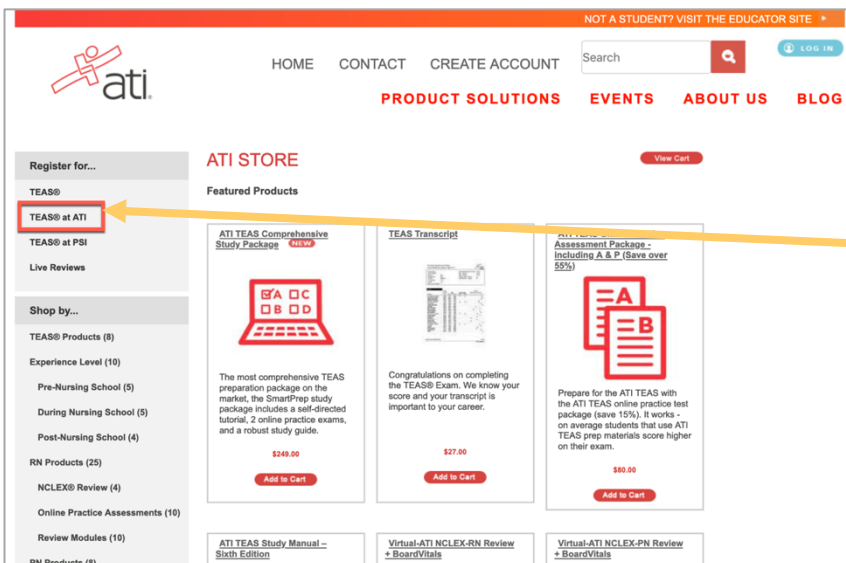 NOT A STUDENT? VISIT THE EDUCATOR SITE
ati
HOME CONTACT CREATE ACCOUNT
Search
LOG IN
PRODUCT SOLUTIONS EVENTS ABOUT US BLOG
Register for...
TEAS®
TEAS® at ATI
TEAS® at PSI
Live Reviews
Shop by...
TEAS® Products (8)
Experience Level (10)
Pre-Nursing School (5)
During Nursing School (5)
Post-Nursing School (4)
RN Products (25)
NCLEX® Review (4)
Online Practice Assessments (10)
Review Modules (10)
ATI STORE
View Cart
Featured Products
ATI TEAS Comprehensive
Study Package NEW
A C
B D
The most comprehensive TEAS
preparation package on the
market, the SmartPrep study
package includes a self-directed
tutorial, 2 online practice exams,
and a robust study guide.
$249.00
Add to Cart
TEAS Transcript
Congratulations on completing
the TEAS® Exam. We know your
score and your transcript is
important to your career.
$27.00
Add to Cart
ATI TEAS
Assessment Package -
including A & P (Save over
55%)
A
B
Prepare for the ATI TEAS with
the ATI TEAS online practice test
package (save 15%). It works -
on average students that use ATI
TEAS prep materials score higher
on their exam.
$80.00
Add to Cart
ATI TEAS Study Manual –
Sixth Edition
Virtual-ATI NCLEX-RN Review
+ BoardVitals
Virtual-ATI NCLEX-PN Review
+ BoardVitals